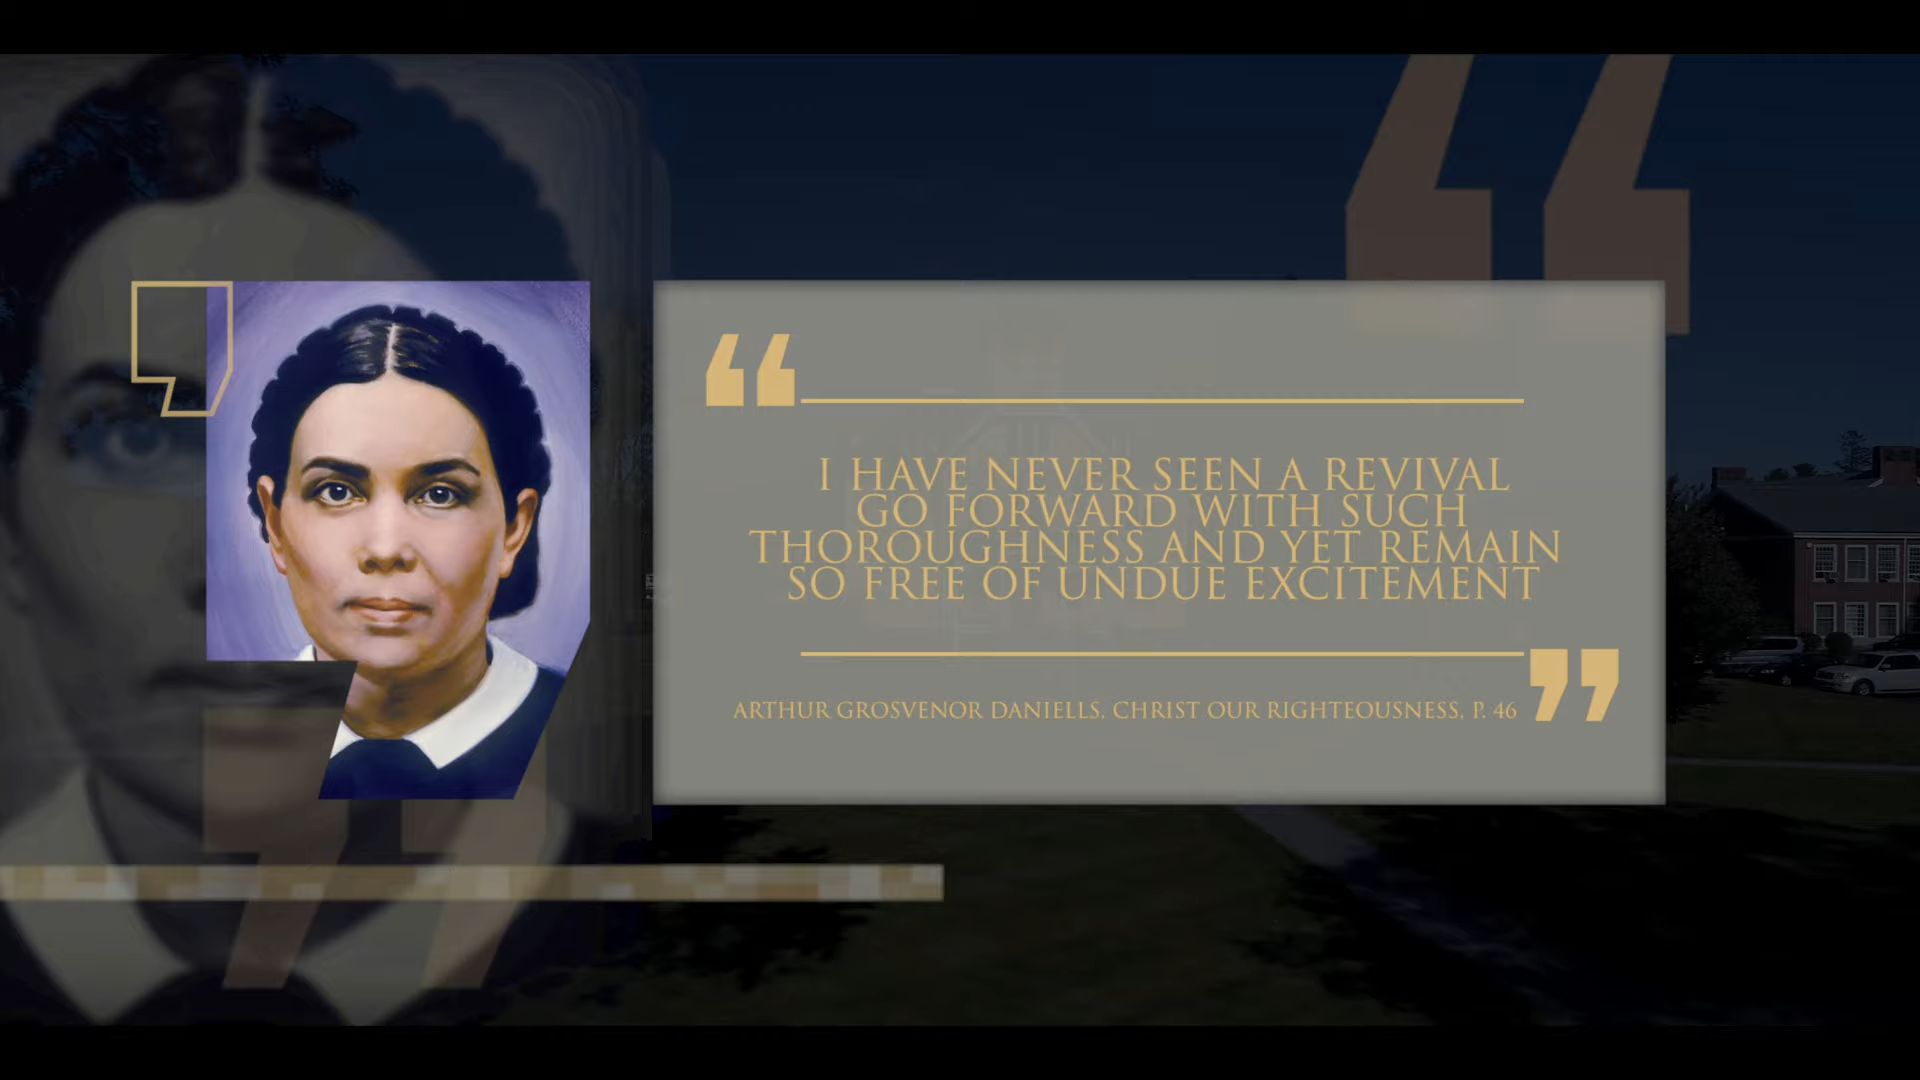 “
I HAVE NEVER SEEN A REVIVAL
GO FORWARD WITH SUCH
THOROUGHNESS AND YET REMAIN
SO FREE OF UNDUE EXCITEMENT
”
ARTHUR GROSVENOR DANIELLS, CHRIST OUR RIGHTEOUSNESS, P. 46